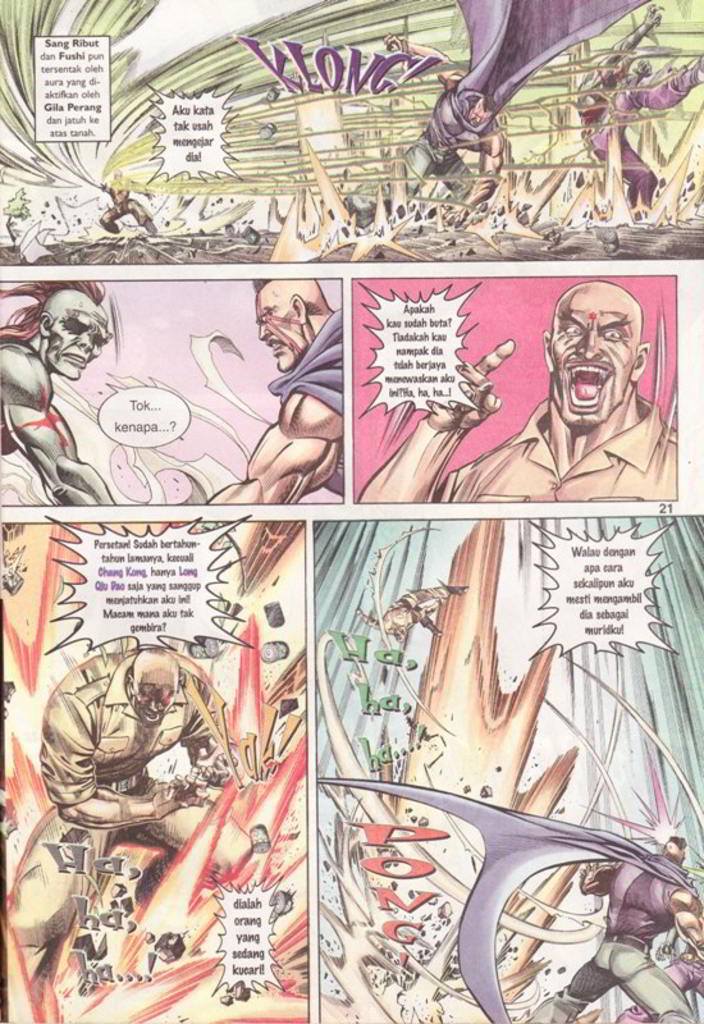 Sang Ribut
dan Fushi pun
tersentak oleh
aura yang di-
aktifkan oleh
Gila Perang
dan jatuh ke
atas tanah.
KLONG!
Aku kata
tak usah
mengejar
dia!
Tok...
kenapa...?
Apakah
kau sudah buta?
Tidakkah kau
nampak dia
telah berjaya
menewaskan
ini?!Ha, ha, ha...!
21
Persetan! Sudah bertahun-
tahun lamanya, kecuali
Chang Kong, hanya Long
Qiu Dao saja yang sanggup
menjatuhkan aku ini!
Macam mana aku tak
gembira?
Ha!!
Ha,
ha,
ha....!
dialah
orang
yang
sedang
kucari!
Walau dengan
apa cara
sekalipun aku
mesti mengambil
dia sebagai
muridku!
Ha,
ha,
ha....!
PONG!